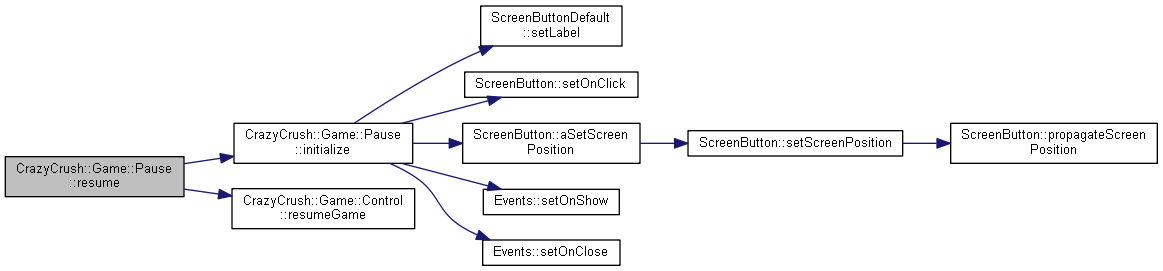 ScreenButtonDefault
::setLabel
ScreenButton::setOnClick
CrazyCrush::Game::Pause
::initialize
ScreenButton::aSetScreen
Position
ScreenButton::setScreenPosition
ScreenButton::propagateScreen
Position
CrazyCrush::Game::Pause
::resume
CrazyCrush::Game::Control
::resumeGame
Events::setOnShow
Events::setOnClose